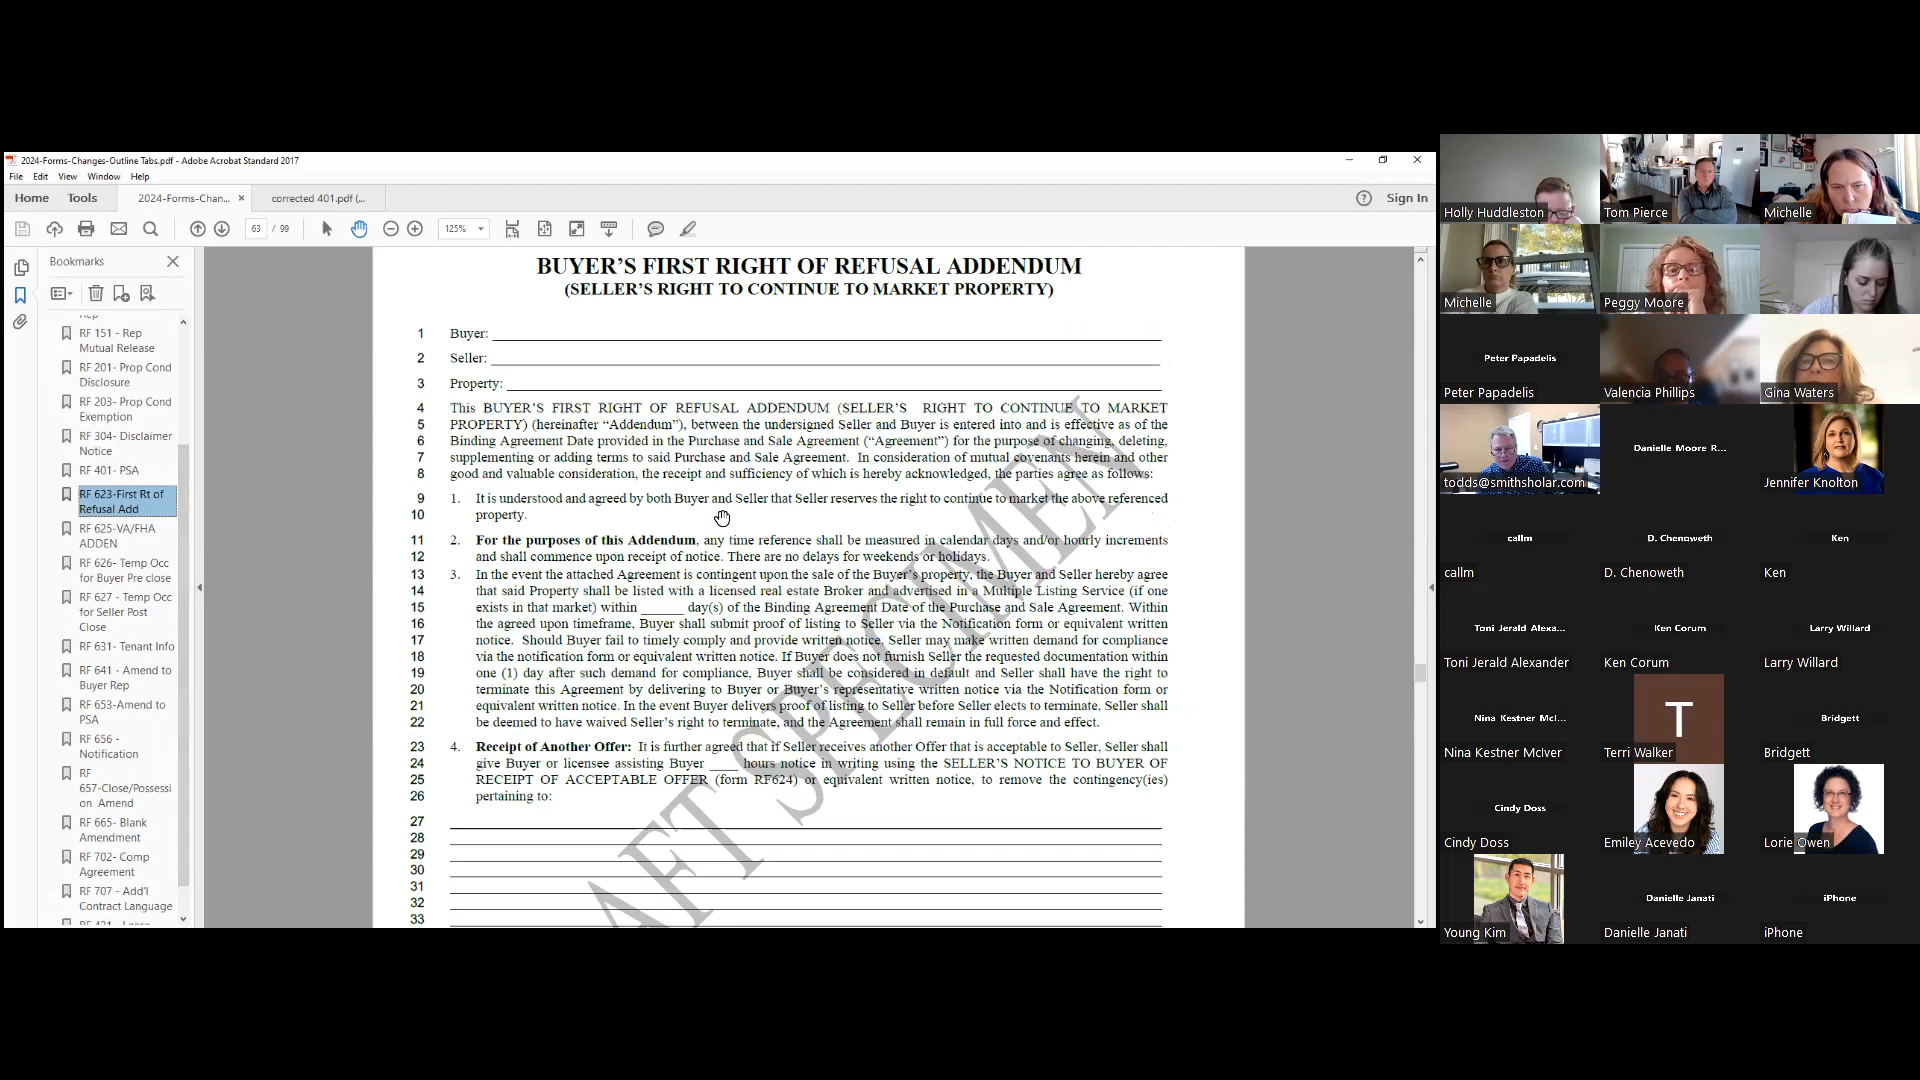 2024-Forms-Changes-Outline Tabs.pdf - Adobe Acrobat Standard 2017
File Edit View Window Help
Home Tools 2024-Forms-Chan... corrected 401.pdf (... Sign In
63 / 99 125%
Bookmarks
RF 151 - Rep
Mutual Release
RF 201- Prop Cond
Disclosure
RF 203- Prop Cond
Exemption
RF 304- Disclaimer
Notice
RF 401- PSA
RF 623-First Rt of
Refusal Add
RF 625-VA/FHA
ADDEN
RF 626- Temp Occ
for Buyer Pre close
RF 627 - Temp Occ
for Seller Post
Close
RF 631- Tenant Info
RF 641 - Amend to
Buyer Rep
RF 653-Amend to
PSA
RF 656 -
Notification
RF
657-Close/Possessi
on Amend
RF 665- Blank
Amendment
RF 702- Comp
Agreement
RF 707 - Add'l
Contract Language
BUYER'S FIRST RIGHT OF REFUSAL ADDENDUM
(SELLER'S RIGHT TO CONTINUE TO MARKET PROPERTY)
1 Buyer:
2 Seller:
3 Property:
4 This BUYER'S FIRST RIGHT OF REFUSAL ADDENDUM (SELLER'S RIGHT TO CONTINUE TO MARKET
5 PROPERTY) (hereinafter "Addendum"), between the undersigned Seller and Buyer is entered into and is effective as of the
6 Binding Agreement Date provided in the Purchase and Sale Agreement ("Agreement") for the purpose of changing, deleting,
7 supplementing or adding terms to said Purchase and Sale Agreement. In consideration of mutual covenants herein and other
8 good and valuable consideration, the receipt and sufficiency of which is hereby acknowledged, the parties agree as follows:
9 1. It is understood and agreed by both Buyer and Seller that Seller reserves the right to continue to market the above referenced
10 property.
11 2. For the purposes of this Addendum, any time reference shall be measured in calendar days and/or hourly increments
12 and shall commence upon receipt of notice. There are no delays for weekends or holidays.
13 3. In the event the attached Agreement is contingent upon the sale of the Buyer's property, the Buyer and Seller hereby agree
14 that said Property shall be listed with a licensed real estate Broker and advertised in a Multiple Listing Service (if one
15 exists in that market) within ______ day(s) of the Binding Agreement Date of the Purchase and Sale Agreement. Within
16 the agreed upon timeframe, Buyer shall submit proof of listing to Seller via the Notification form or equivalent written
17 notice. Should Buyer fail to timely comply and provide written notice, Seller may make written demand for compliance
18 via the notification form or equivalent written notice. If Buyer does not furnish Seller the requested documentation within
19 one (1) day after such demand for compliance, Buyer shall be considered in default and Seller shall have the right to
20 terminate this Agreement by delivering to Buyer or Buyer's representative written notice via the Notification form or
21 equivalent written notice. In the event Buyer delivers proof of listing to Seller before Seller elects to terminate, Seller shall
22 be deemed to have waived Seller's right to terminate, and the Agreement shall remain in full force and effect.
23 4. Receipt of Another Offer: It is further agreed that if Seller receives another Offer that is acceptable to Seller, Seller shall
24 give Buyer or licensee assisting Buyer ____ hours notice in writing using the SELLER'S NOTICE TO BUYER OF
25 RECEIPT OF ACCEPTABLE OFFER (form RF624) or equivalent written notice, to remove the contingency(ies)
26 pertaining to:
27
28
29
30
31
32
33
AFT SPECIMEN
Holly Huddleston
Tom Pierce
Michelle
Michelle
Peggy Moore
Peter Papadelis
Peter Papadelis
Valencia Phillips
Gina Waters
todds@smithsholar.com
Danielle Moore R...
Jennifer Knolton
callm
callm
D. Chenoweth
D. Chenoweth
Ken
Ken
Toni Jerald Alexa...
Toni Jerald Alexander
Ken Corum
Ken Corum
Larry Willard
Larry Willard
Nina Kestner McI...
Nina Kestner McIver
T
Terri Walker
Bridgett
Bridgett
Cindy Doss
Cindy Doss
Emiley Acevedo
Lorie Owen
Young Kim
Danielle Janati
Danielle Janati
iPhone
iPhone